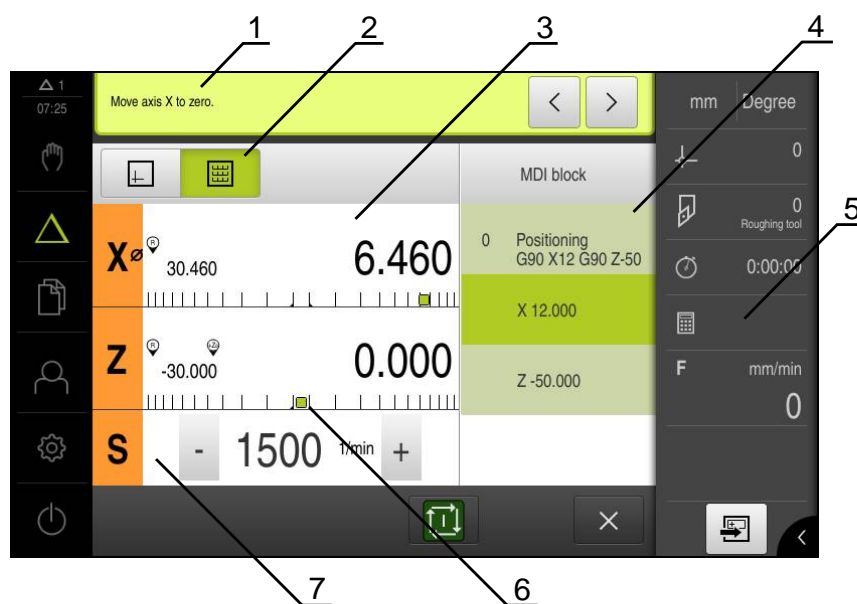 1
2
3
4
1
07:25
Move axis X to zero.
mm Degree
0
MDI block
0
Roughing tool
5
X⌀ R 30.460 6.460
0 Positioning
G90 X12 G90 Z-50
0:00:00
X 12.000
Z R -30.000 0.000
Z -50.000
F mm/min
0
S - 1500 1/min +
7
6